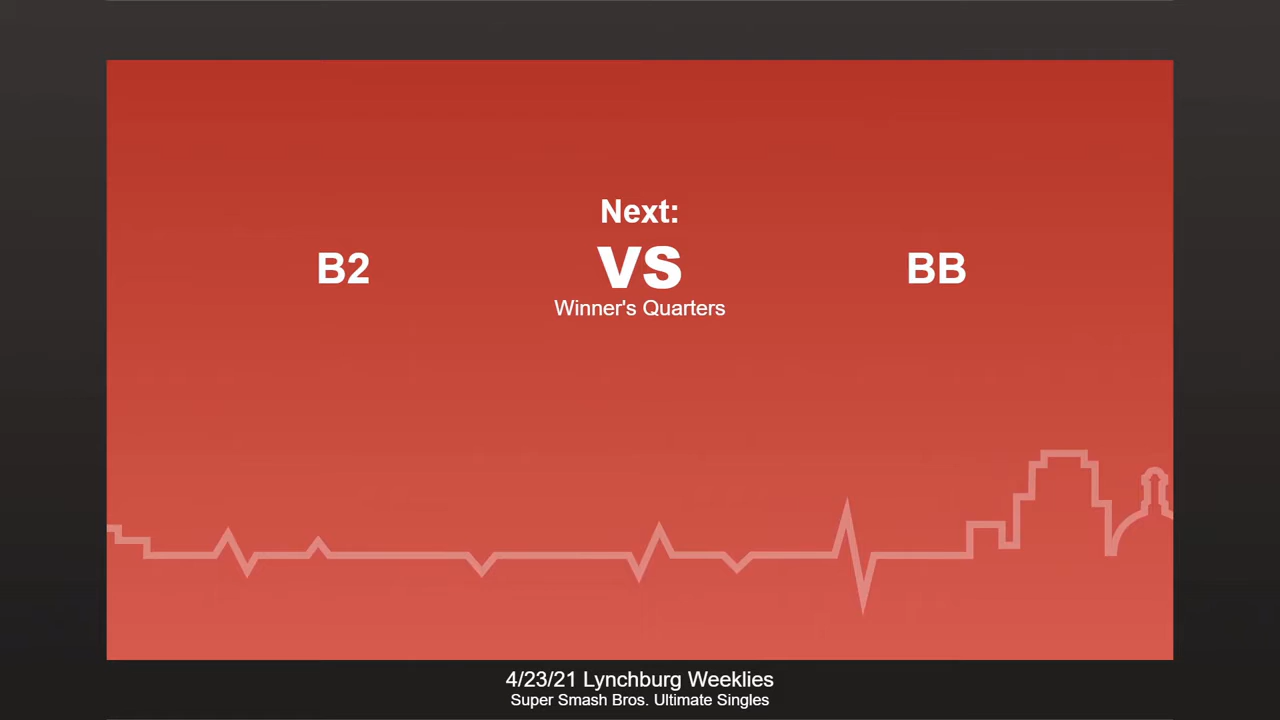 Next:
B2 VS BB
Winner's Quarters
4/23/21 Lynchburg Weeklies
Super Smash Bros. Ultimate Singles